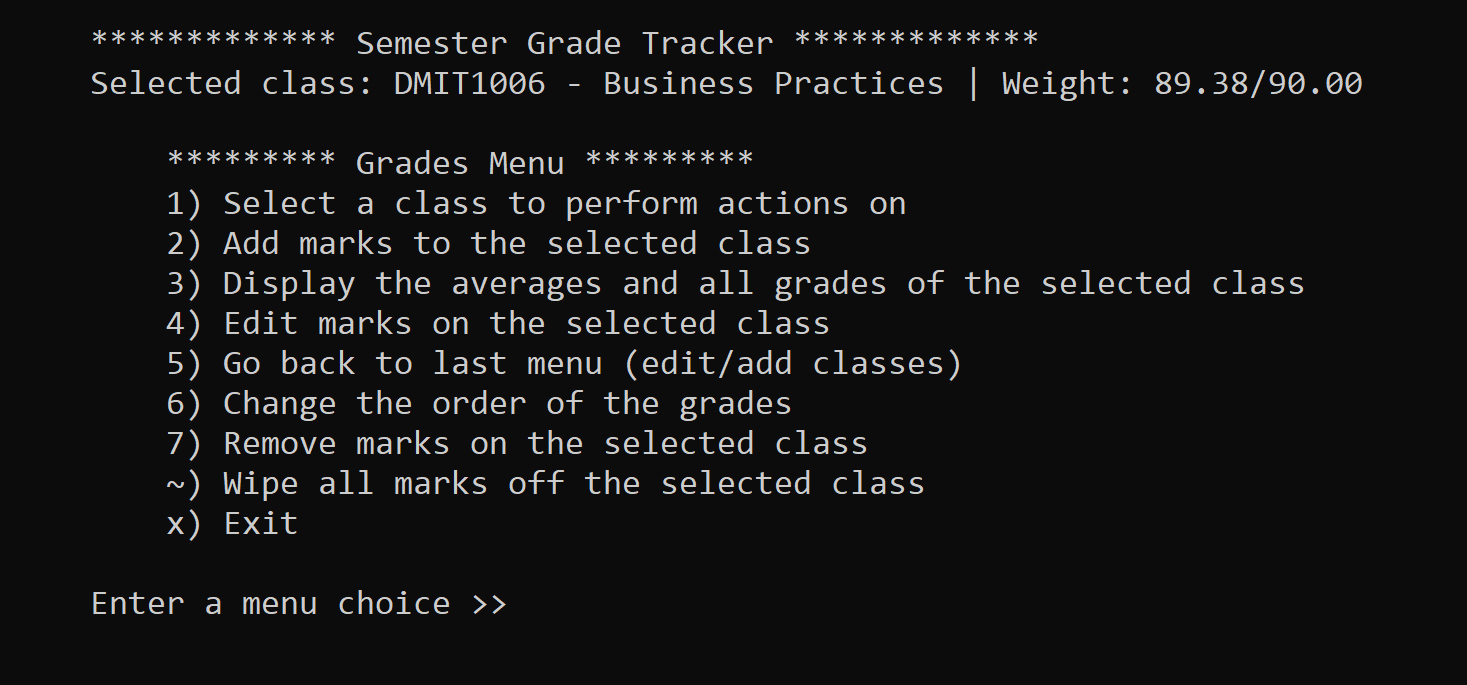 ************* Semester Grade Tracker *************
Selected class: DMIT1006 - Business Practices | Weight: 89.38/90.00
********* Grades Menu *********
1) Select a class to perform actions on
2) Add marks to the selected class
3) Display the averages and all grades of the selected class
4) Edit marks on the selected class
5) Go back to last menu (edit/add classes)
6) Change the order of the grades
7) Remove marks on the selected class
~) Wipe all marks off the selected class
x) Exit
Enter a menu choice >>